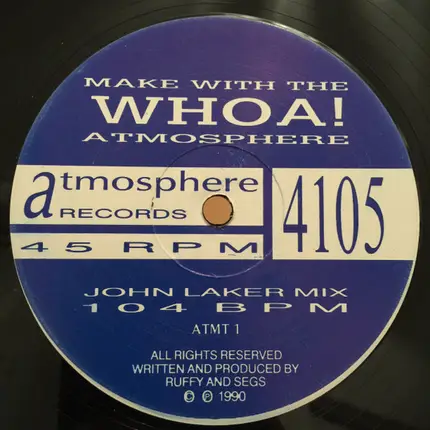 MAKE WITH THE
WHOA!
ATMOSPHERE
atmosphere
RECORDS
4105
45 RPM
JOHN LAKER MIX
104 BPM
ATMT 1
ALL RIGHTS RESERVED
WRITTEN AND PRODUCED BY
RUFFY AND SEGS
© ℗ 1990